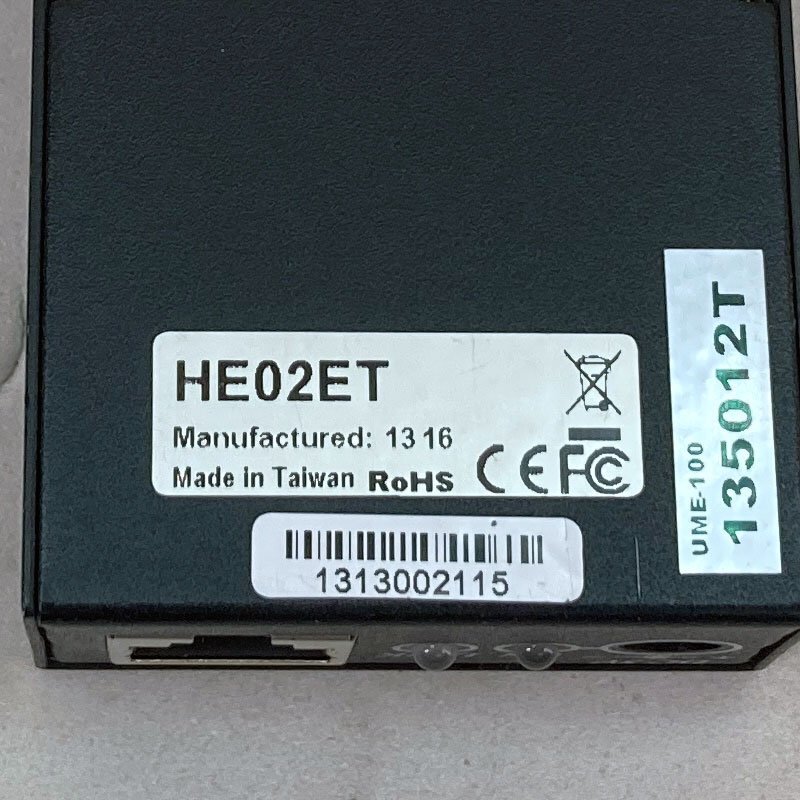 HE02ET
Manufactured: 13 16
Made in Taiwan RoHS CE FC
1313002115
UME-100
135012T